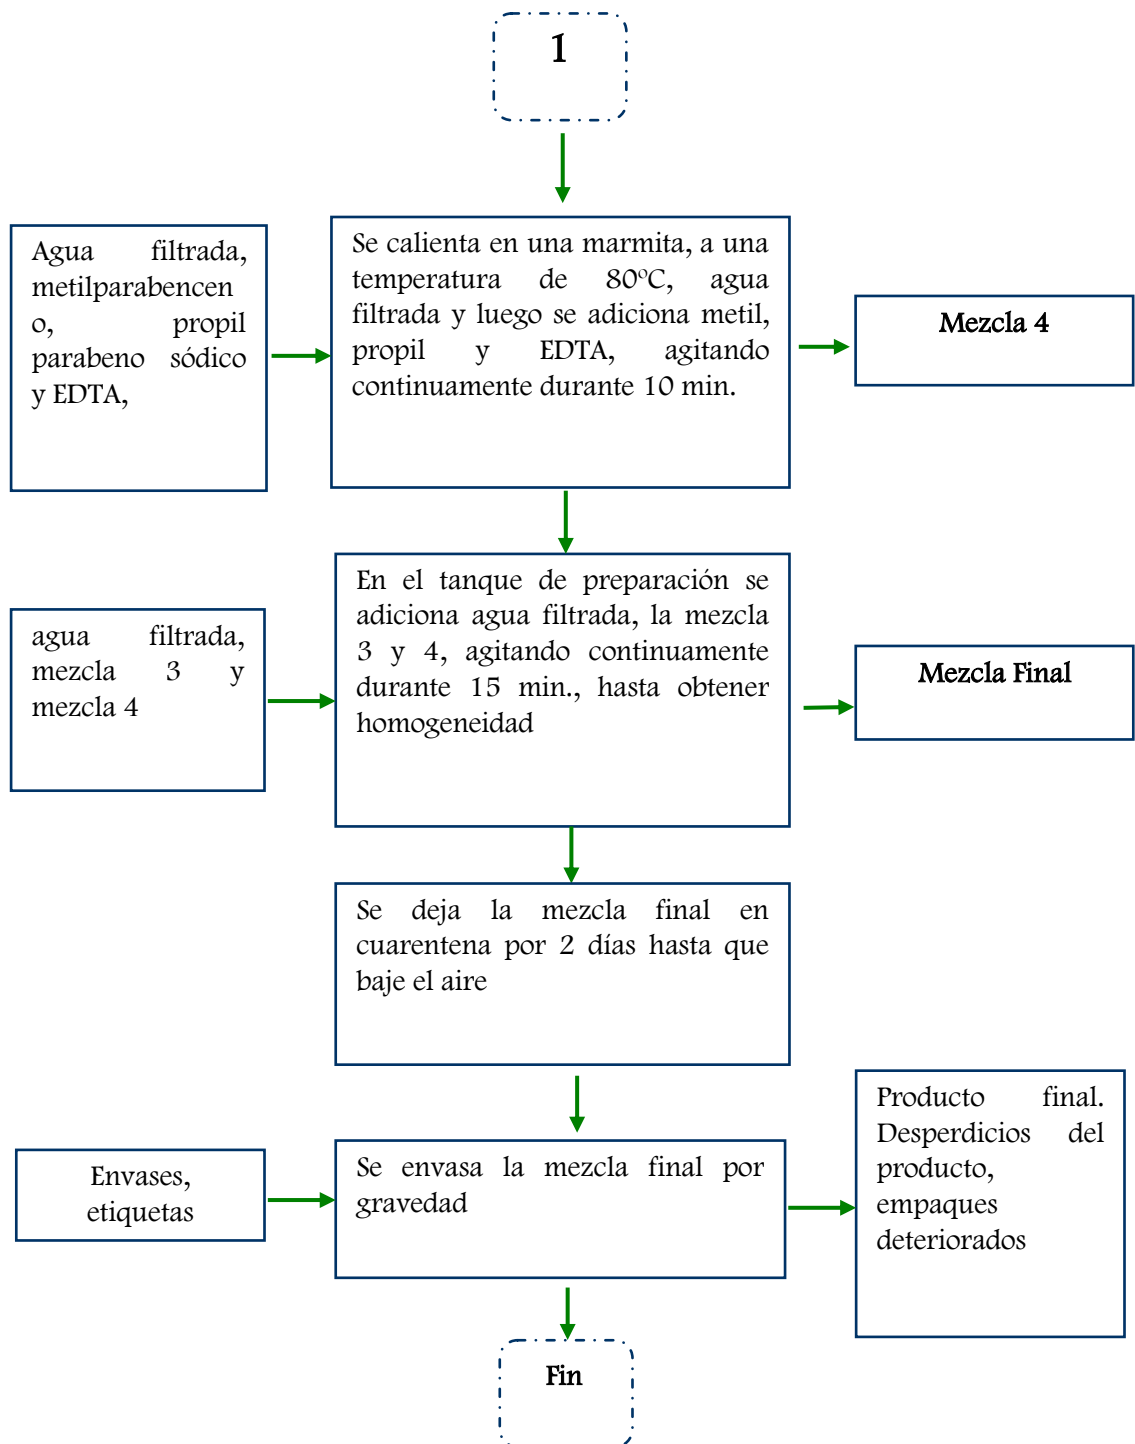 1
Agua filtrada,
metilparabencen
o, propil
parabeno sódico
y EDTA,
Se calienta en una marmita, a una
temperatura de 80ºC, agua
filtrada y luego se adiciona metil,
propil y EDTA, agitando
continuamente durante 10 min.
Mezcla 4
agua filtrada,
mezcla 3 y
mezcla 4
En el tanque de preparación se
adiciona agua filtrada, la mezcla
3 y 4, agitando continuamente
durante 15 min., hasta obtener
homogeneidad
Mezcla Final
Se deja la mezcla final en
cuarentena por 2 días hasta que
baje el aire
Envases,
etiquetas
Se envasa la mezcla final por
gravedad
Producto final.
Desperdicios del
producto,
empaques
deteriorados
Fin